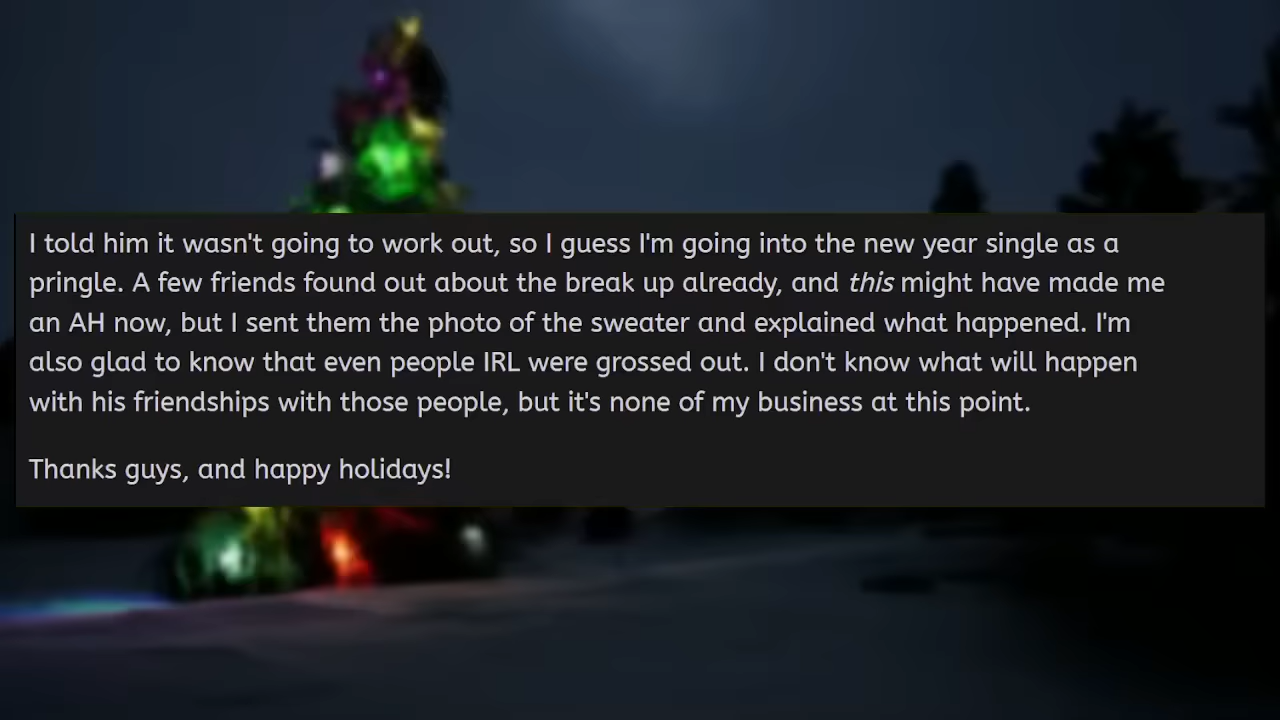 I told him it wasn't going to work out, so I guess I'm going into the new year single as a
pringle. A few friends found out about the break up already, and this might have made me
an AH now, but I sent them the photo of the sweater and explained what happened. I'm
also glad to know that even people IRL were grossed out. I don't know what will happen
with his friendships with those people, but it's none of my business at this point.
Thanks guys, and happy holidays!